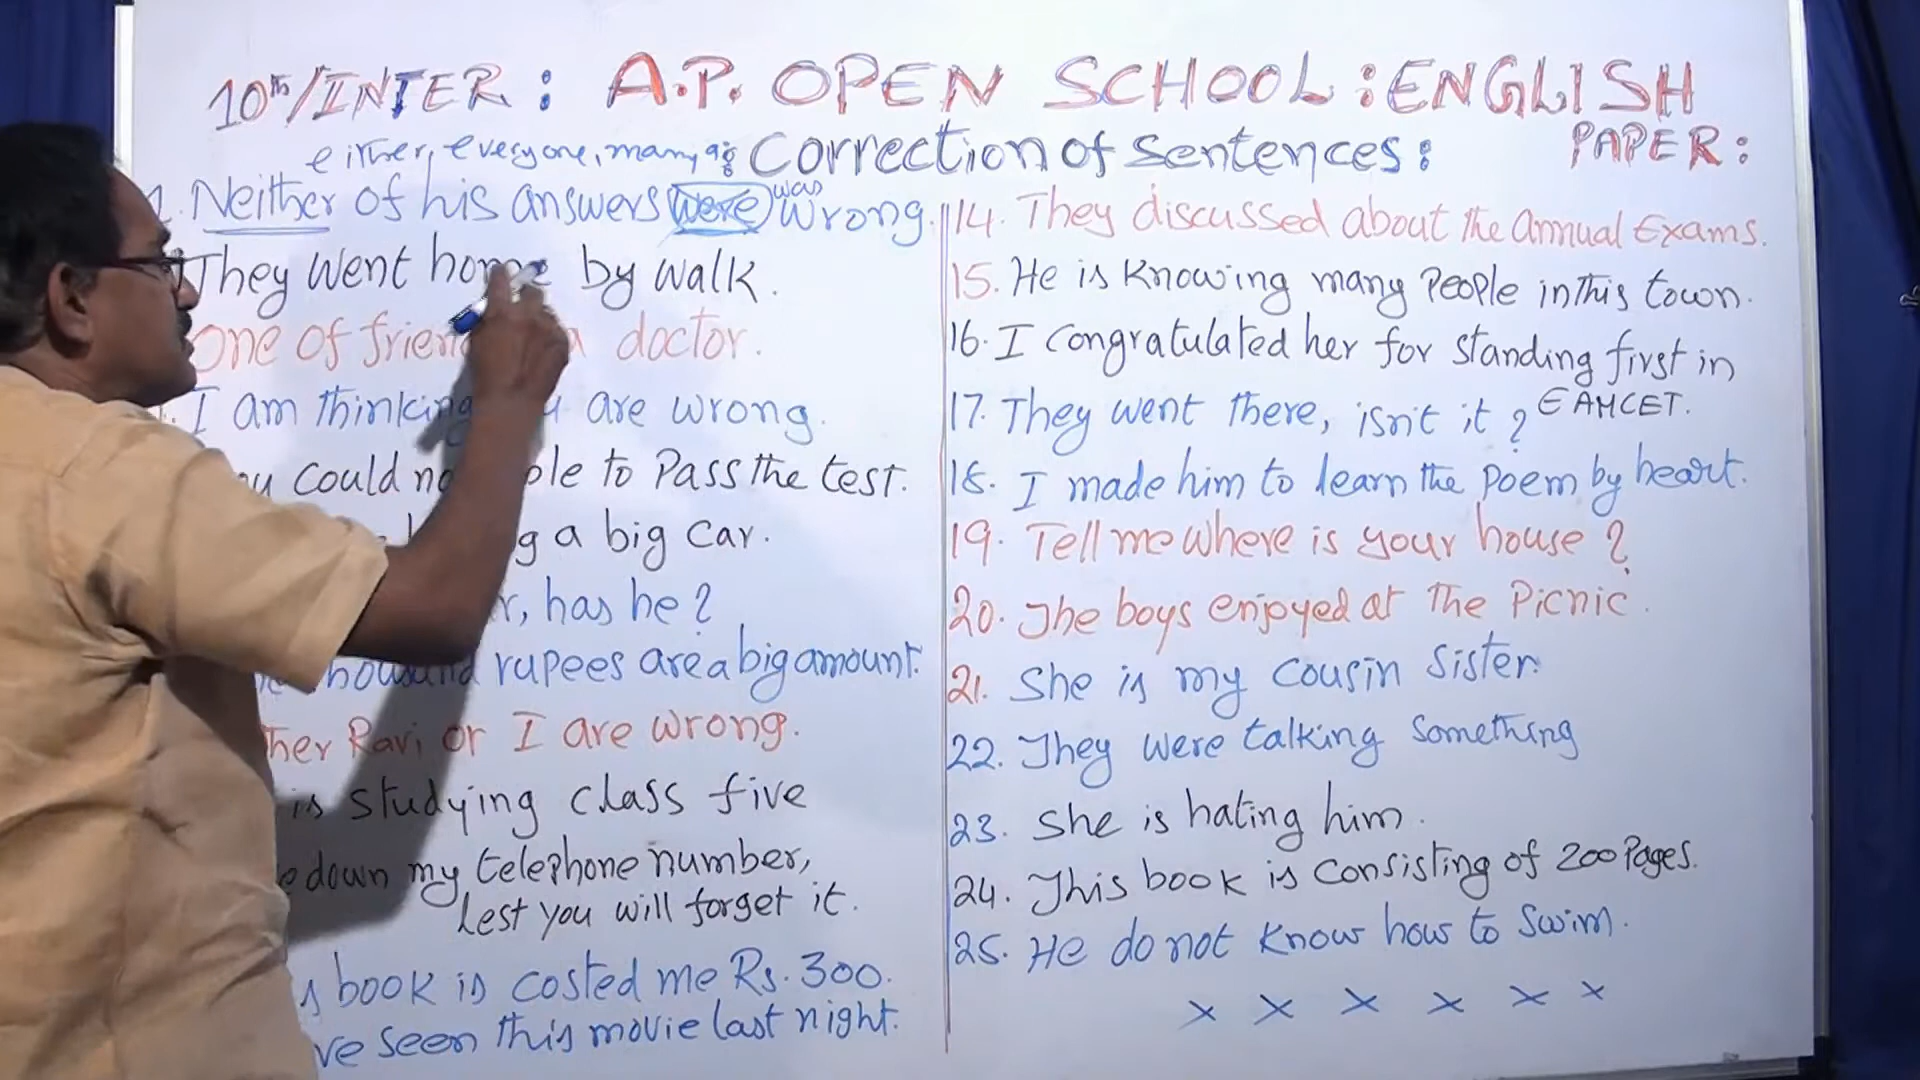 10th/INTER : A.P. OPEN SCHOOL : ENGLISH
PAPER :
either, everyone, many a : Correction of Sentences :
1. Neither of his answers were was wrong.
They went home by walk.
One of a doctor.
I am thinking are wrong.
could to pass the test.
a big car.
has he ?
rupees are a big amount.
Ravi or I are wrong.
is studying class five
down my telephone number,
lest you will forget it.
book is costed me Rs. 300.
seen this movie last night.
14. They discussed about the Annual Exams.
15. He is knowing many people in this town.
16. I congratulated her for standing first in
EAMCET.
17. They went there, isn't it ?
18. I made him to learn the poem by heart.
19. Tell me where is your house ?
20. The boys enjoyed at the picnic.
21. She is my cousin sister.
22. They were talking something
23. She is hating him.
24. This book is consisting of 200 pages.
25. He do not know how to swim.
x x x x x x